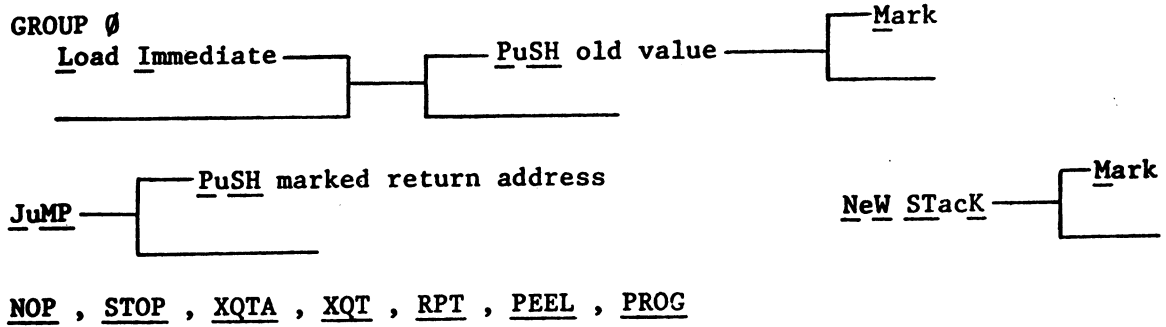 GROUP Ø
Mark
Load Immediate PuSH old value
PuSH marked return address
Mark
JuMP
NeW STacK
NOP , STOP , XQTA , XQT , RPT , PEEL , PROG